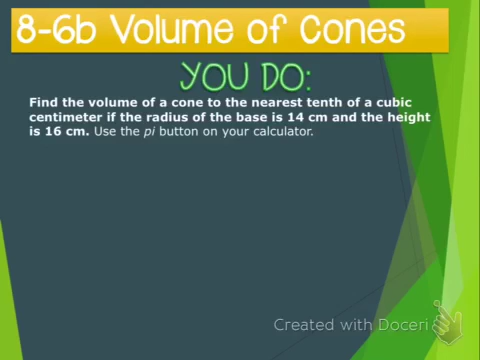 8-6b Volume of Cones
YOU DO:
Find the volume of a cone to the nearest tenth of a cubic
centimeter if the radius of the base is 14 cm and the height
is 16 cm. Use the pi button on your calculator.
Created with Doceri